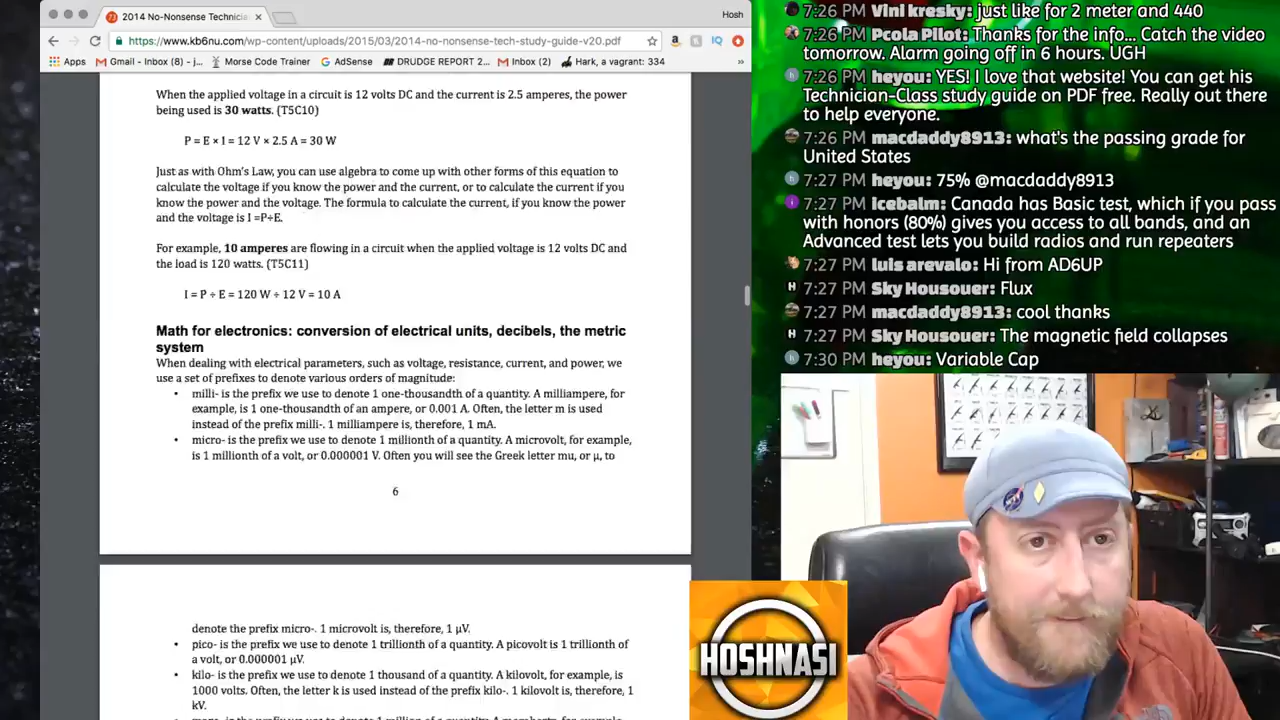 2014 No-Nonsense Technicia
Hosh
https://www.kb6nu.com/wp-content/uploads/2015/03/2014-no-nonsense-tech-study-guide-v20.pdf
Apps
Gmail - Inbox (8) - j...
Morse Code Trainer
AdSense
DRUDGE REPORT 2...
Inbox (2)
Hark, a vagrant: 334
»
When the applied voltage in a circuit is 12 volts DC and the current is 2.5 amperes, the power
being used is 30 watts. (T5C10)
P = E × I = 12 V × 2.5 A = 30 W
Just as with Ohm's Law, you can use algebra to come up with other forms of this equation to
calculate the voltage if you know the power and the current, or to calculate the current if you
know the power and the voltage. The formula to calculate the current, if you know the power
and the voltage is I =P÷E.
For example, 10 amperes are flowing in a circuit when the applied voltage is 12 volts DC and
the load is 120 watts. (T5C11)
I = P ÷ E = 120 W ÷ 12 V = 10 A
Math for electronics: conversion of electrical units, decibels, the metric
system
When dealing with electrical parameters, such as voltage, resistance, current, and power, we
use a set of prefixes to denote various orders of magnitude:
• milli- is the prefix we use to denote 1 one-thousandth of a quantity. A milliampere, for
example, is 1 one-thousandth of an ampere, or 0.001 A. Often, the letter m is used
instead of the prefix milli-. 1 milliampere is, therefore, 1 mA.
• micro- is the prefix we use to denote 1 millionth of a quantity. A microvolt, for example,
is 1 millionth of a volt, or 0.000001 V. Often you will see the Greek letter mu, or μ, to
6
denote the prefix micro-. 1 microvolt is, therefore, 1 μV.
• pico- is the prefix we use to denote 1 trillionth of a quantity. A picovolt is 1 trillionth of
a volt, or 0.000001 μV.
• kilo- is the prefix we use to denote 1 thousand of a quantity. A kilovolt, for example, is
1000 volts. Often, the letter k is used instead of the prefix kilo-. 1 kilovolt is, therefore, 1
kV.
7:26 PM Vini kresky: just like for 2 meter and 440
7:26 PM Pcola Pilot: Thanks for the info... Catch the video
tomorrow. Alarm going off in 6 hours. UGH
7:26 PM heyou: YES! I love that website! You can get his
Technician-Class study guide on PDF free. Really out there
to help everyone.
7:26 PM macdaddy8913: what's the passing grade for
United States
7:27 PM heyou: 75% @macdaddy8913
7:27 PM icebalm: Canada has Basic test, which if you pass
with honors (80%) gives you access to all bands, and an
Advanced test lets you build radios and run repeaters
7:27 PM luis arevalo: Hi from AD6UP
7:27 PM Sky Housouer: Flux
7:27 PM macdaddy8913: cool thanks
7:27 PM Sky Housouer: The magnetic field collapses
7:30 PM heyou: Variable Cap
HOSHNASI